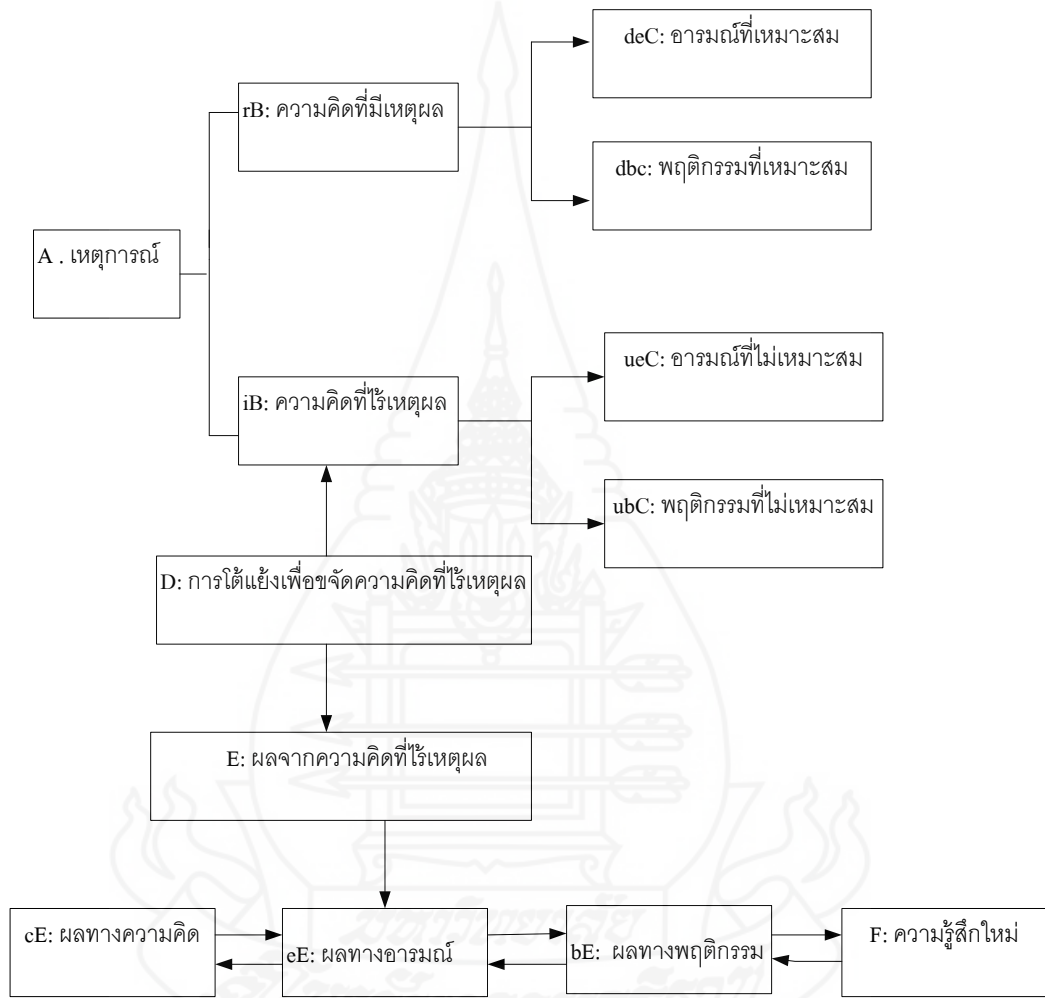 deC: อารมณ์ที่เหมาะสม
rB: ความคิดที่มีเหตุผล
dbc: พฤติกรรมที่เหมาะสม
A . เหตุการณ์
ueC: อารมณ์ที่ไม่เหมาะสม
iB: ความคิดที่ไร้เหตุผล
ubC: พฤติกรรมที่ไม่เหมาะสม
D: การโต้แย้งเพื่อขจัดความคิดที่ไร้เหตุผล
E: ผลจากความคิดที่ไร้เหตุผล
cE: ผลทางความคิด
eE: ผลทางอารมณ์
bE: ผลทางพฤติกรรม
F: ความรู้สึกใหม่